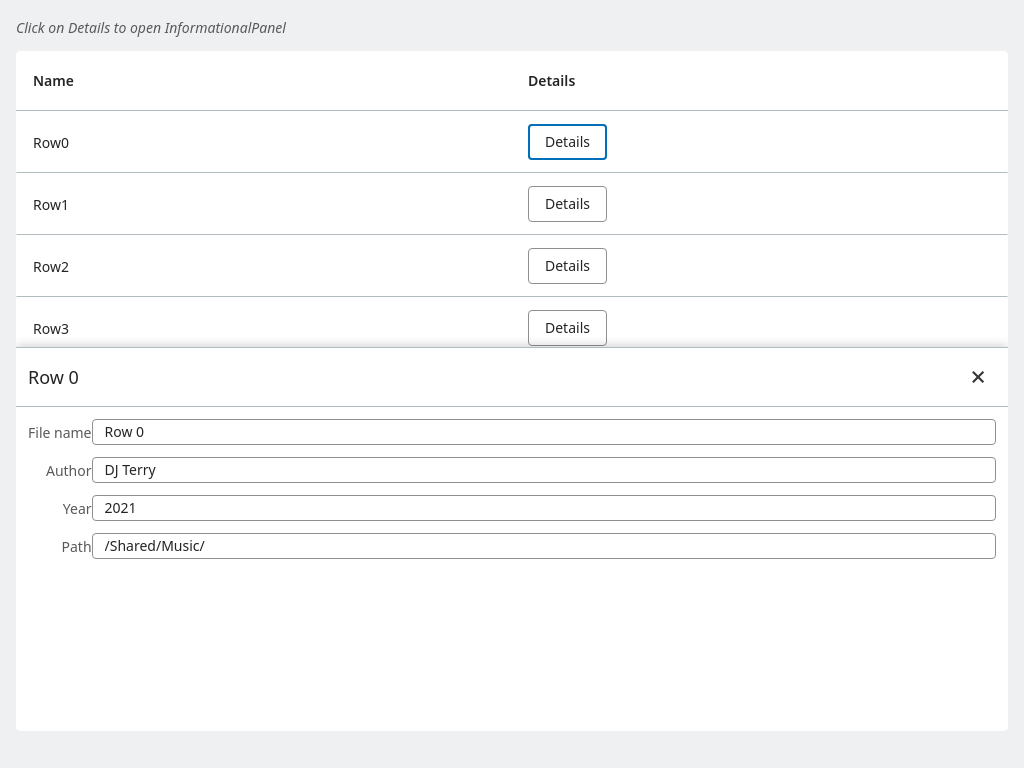 Click on Details to open InformationalPanel
Name Details
Row0 Details
Row1 Details
Row2 Details
Row3 Details
Row 0
File name Row 0
Author DJ Terry
Year 2021
Path /Shared/Music/